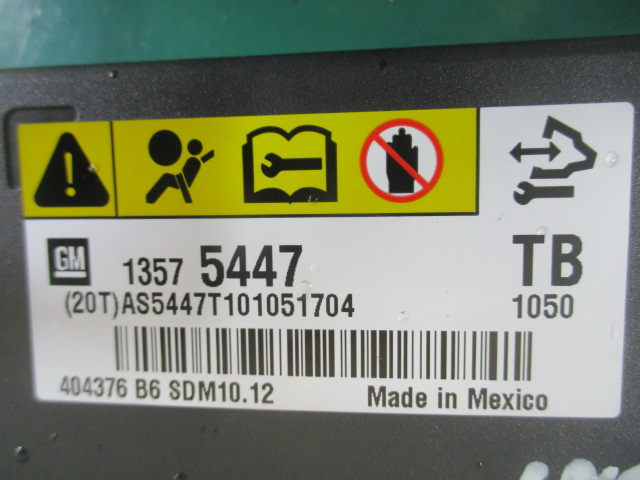 GM
1357 5447
TB
(20T)AS5447T101051704
1050
404376 B6 SDM10.12
Made in Mexico